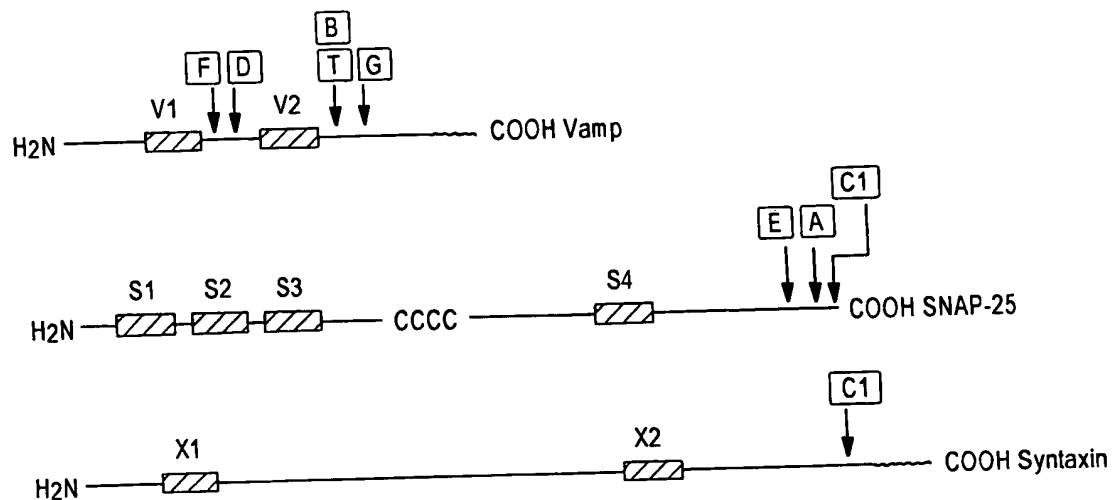 B
F D T G
V1 V2
H2N COOH Vamp
C1
E A
S1 S2 S3 S4
H2N CCCC COOH SNAP-25
C1
X1 X2
H2N COOH Syntaxin